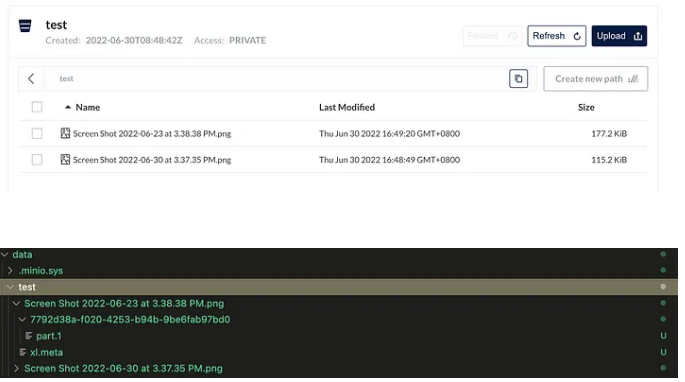 test
Created: 2022-06-30T08:48:42Z Access: PRIVATE
Rewind
Refresh
Upload
test
Create new path
Name Last Modified Size
Screen Shot 2022-06-23 at 3.38.38 PM.png Thu Jun 30 2022 16:49:20 GMT+0800 177.2 KiB
Screen Shot 2022-06-30 at 3.37.35 PM.png Thu Jun 30 2022 16:48:49 GMT+0800 115.2 KiB
data
.minio.sys
test
Screen Shot 2022-06-23 at 3.38.38 PM.png
7792d38a-f020-4253-b94b-9be6fab97bd0
part.1 U
xl.meta U
Screen Shot 2022-06-30 at 3.37.35 PM.png